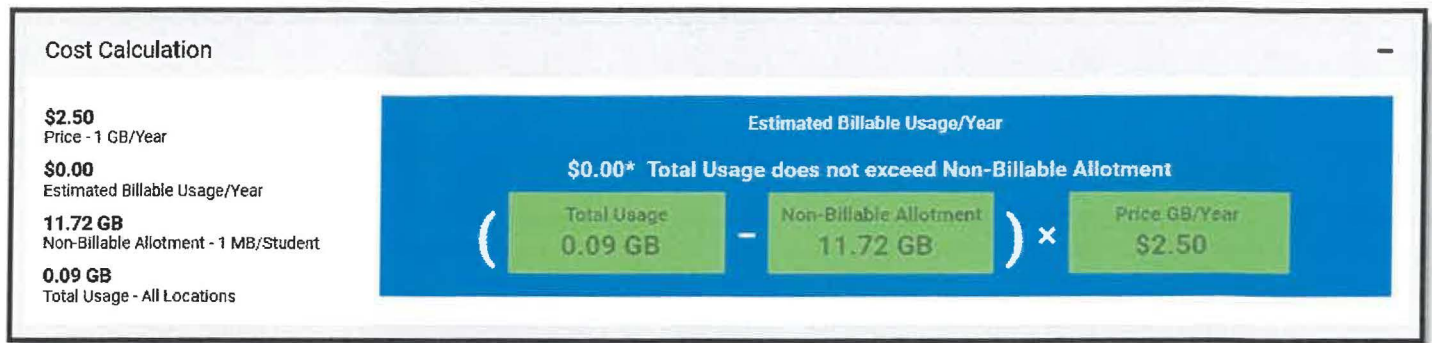 Cost Calculation
–
$2.50
Price - 1 GB/Year
$0.00
Estimated Billable Usage/Year
11.72 GB
Non-Billable Allotment - 1 MB/Student
0.09 GB
Total Usage - All Locations
Estimated Billable Usage/Year
$0.00* Total Usage does not exceed Non-Billable Allotment
( Total Usage – Non-Billable Allotment ) × Price GB/Year
0.09 GB 11.72 GB $2.50